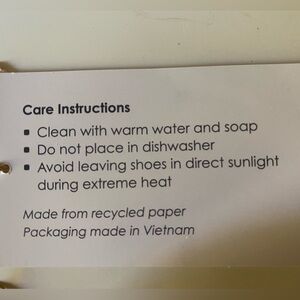 Care Instructions
▪ Clean with warm water and soap
▪ Do not place in dishwasher
▪ Avoid leaving shoes in direct sunlight
during extreme heat
Made from recycled paper
Packaging made in Vietnam